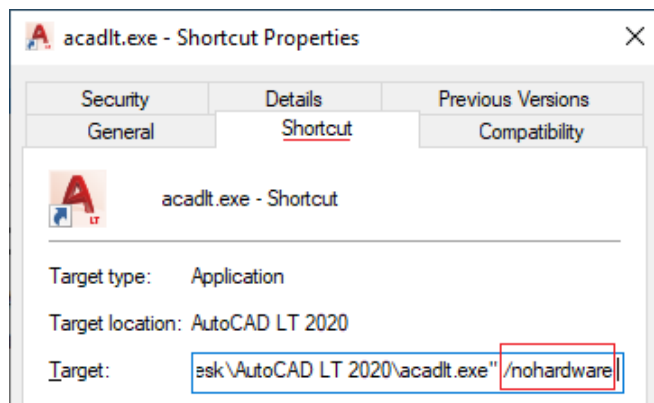 acadlt.exe - Shortcut Properties
Security Details Previous Versions
General Shortcut Compatibility
LT
acadlt.exe - Shortcut
Target type: Application
Target location: AutoCAD LT 2020
Target: esk\AutoCAD LT 2020\acadlt.exe" /nohardware